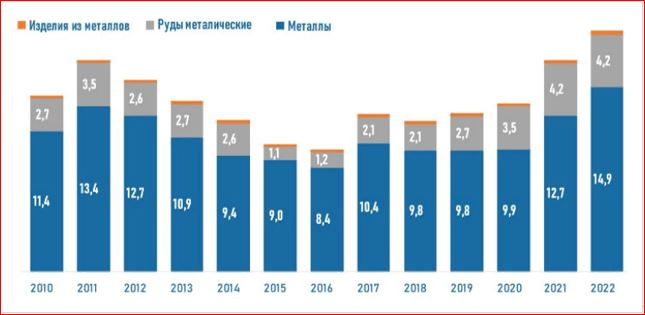 Изделия из металлов Руды металические Металлы
3,5 4,2
2,7 2,6 4,2
2,7 3,5
2,6 2,1 2,1 2,7
1,1 1,2
11,4 13,4 12,7 10,9 9,4 9,0 8,4 10,4 9,8 9,8 9,9 12,7 14,9
2010 2011 2012 2013 2014 2015 2016 2017 2018 2019 2020 2021 2022